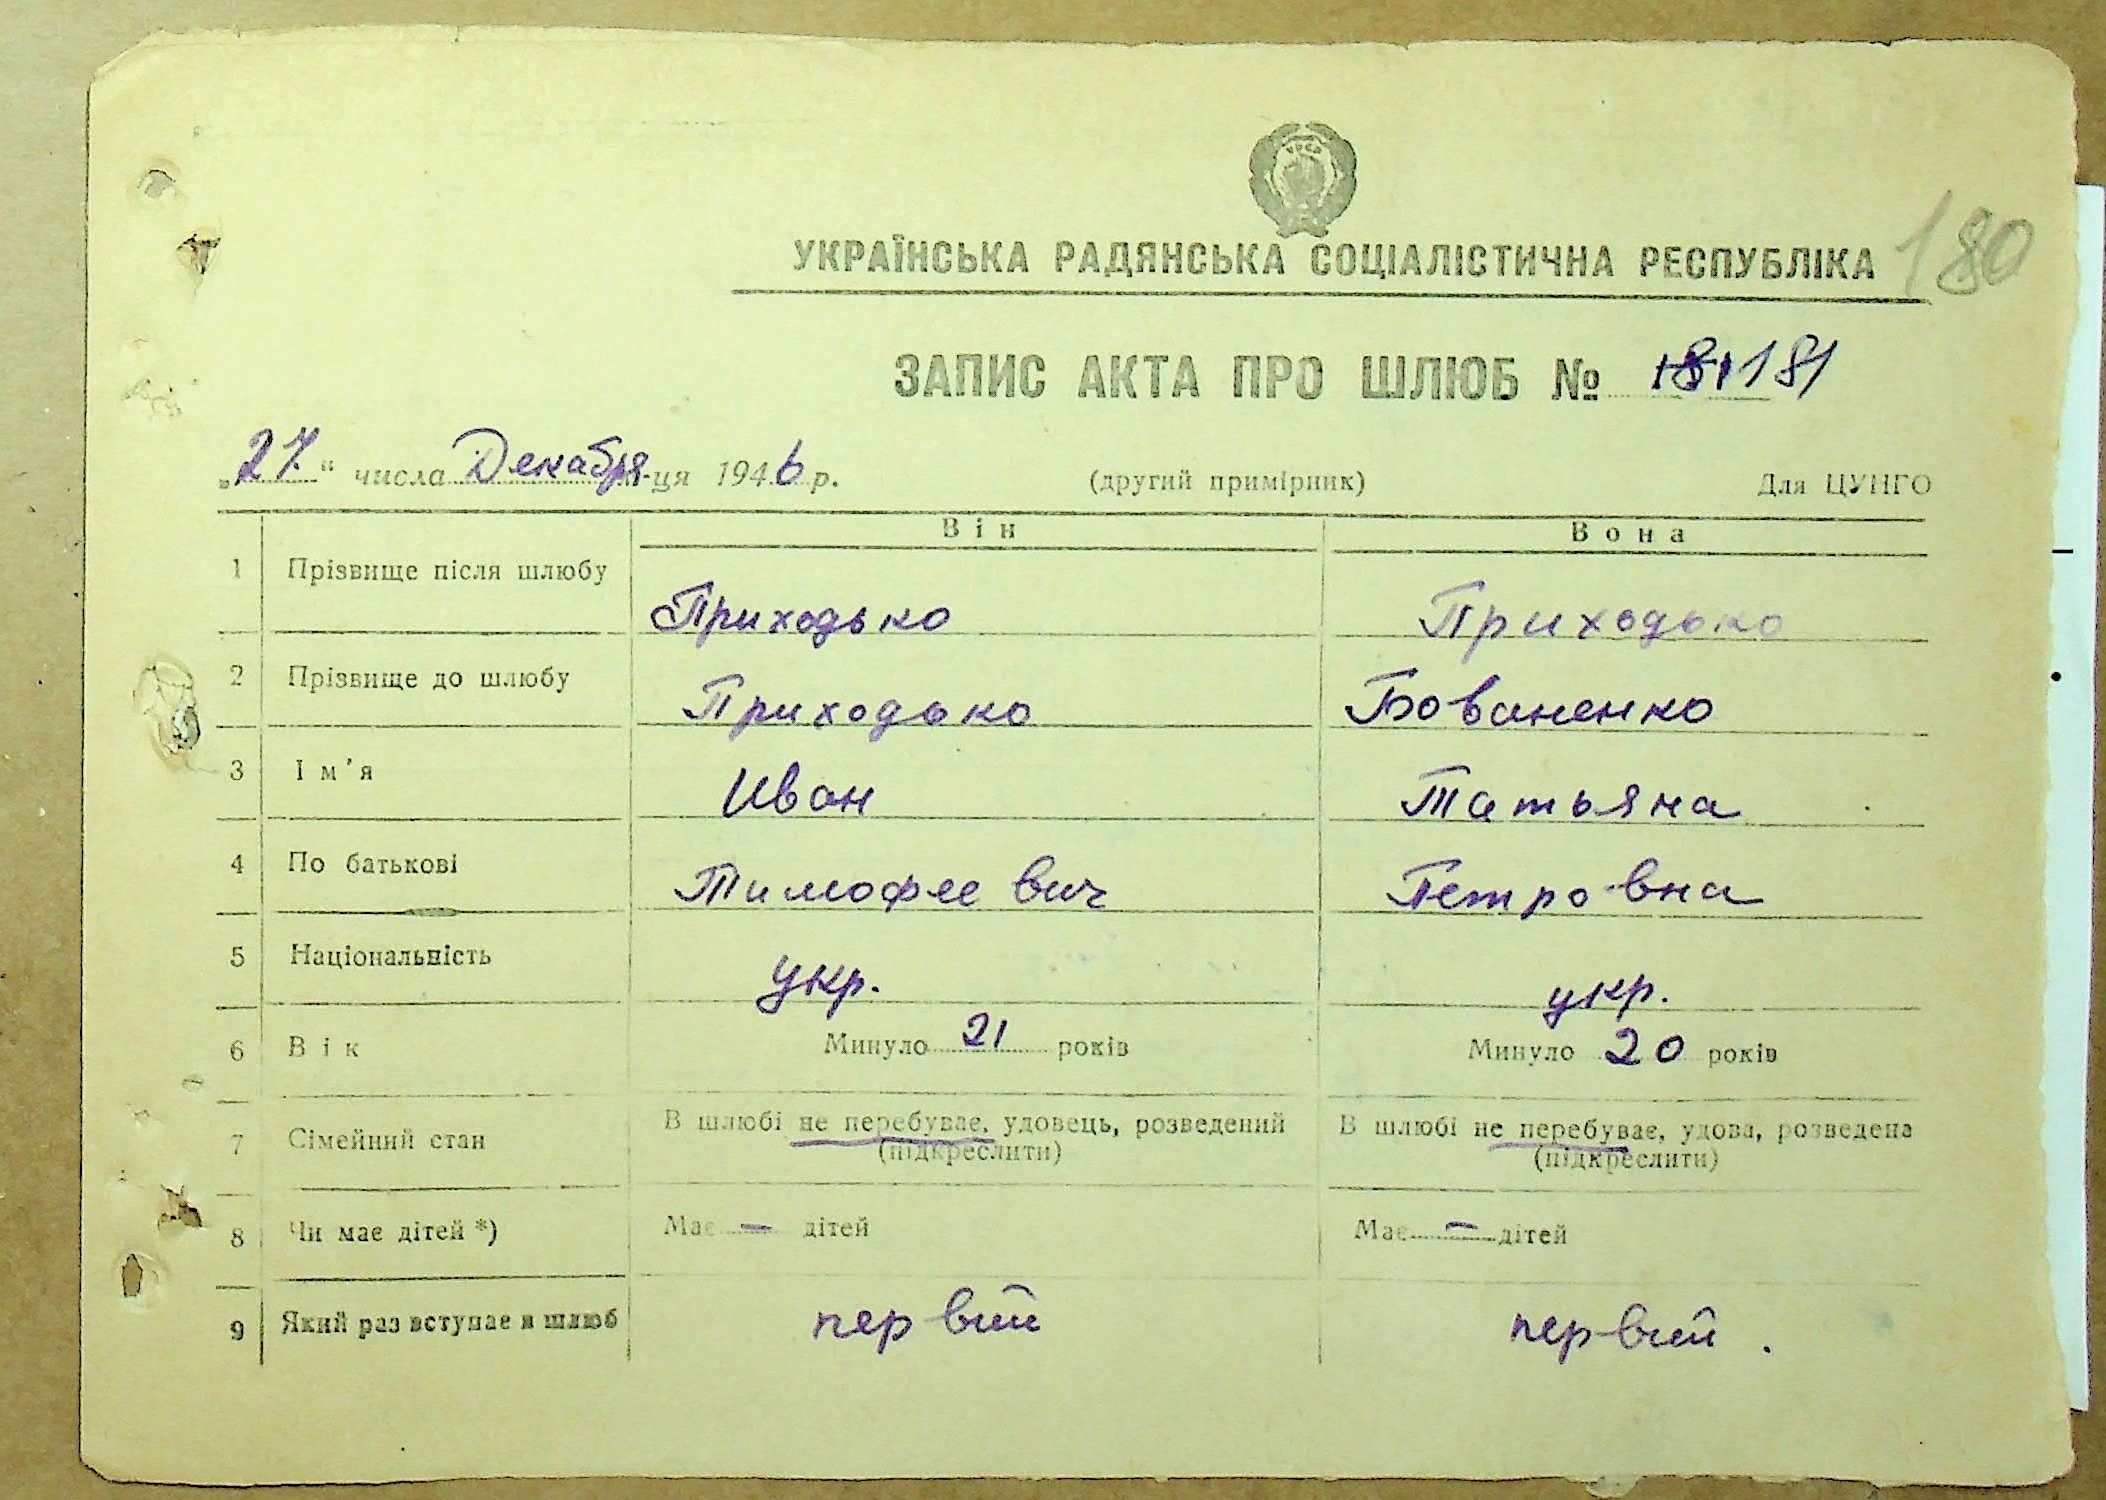 УРСР
УКРАЇНСЬКА РАДЯНСЬКА СОЦІАЛІСТИЧНА РЕСПУБЛІКА 180
ЗАПИС АКТА ПРО ШЛЮБ № 181 181
„27“ числа Декабря м-ця 1946 р. (другий примірник) Для ЦУНГО
Він Вона
1 Прізвище після шлюбу Приходько Приходько
2 Прізвище до шлюбу Приходько Бованенко
3 Ім'я Иван Татьяна
4 По батькові Тимофеевич Петровна
5 Національність укр. укр.
6 Вік Минуло 21 років Минуло 20 років
7 Сімейний стан В шлюбі не перебуває, удовець, розведений (підкреслити) В шлюбі не перебуває, удова, розведена (підкреслити)
8 Чи має дітей *) Має — дітей Має — дітей
9 Який раз вступає в шлюб первий первий.